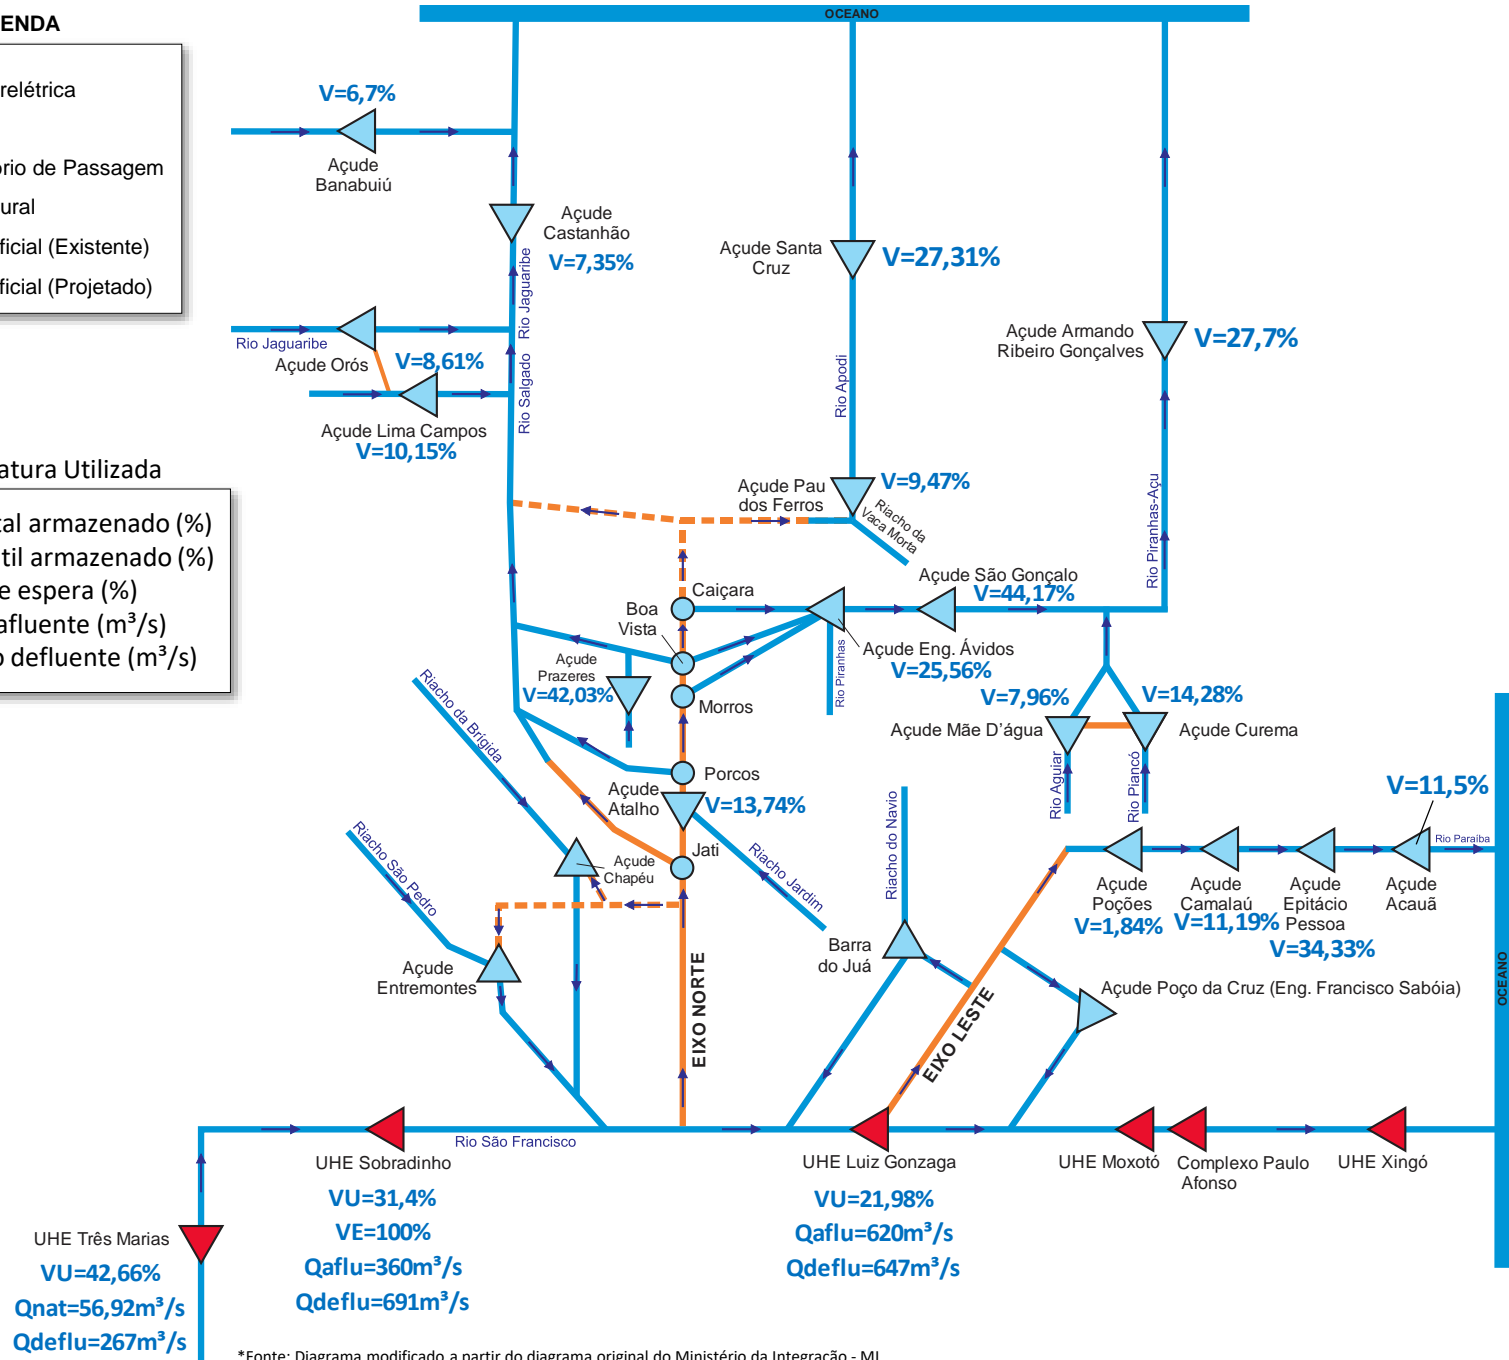 OCEANO
ENDA
relétrica
rio de Passagem
ural
ficial (Existente)
ficial (Projetado)
V=6,7%
Açude
Banabuiú
Açude
Castanhão
V=7,35%
Rio Jaguaribe
Açude Santa
Cruz
V=27,31%
Açude Armando
Ribeiro Gonçalves
V=27,7%
Rio Jaguaribe
Açude Orós
V=8,61%
Rio Salgado
Rio Apodi
Açude Lima Campos
V=10,15%
atura Utilizada
tal armazenado (%)
til armazenado (%)
e espera (%)
afluente (m³/s)
o defluente (m³/s)
Açude Pau
dos Ferros
V=9,47%
Riacho da
Vaca Morta
Rio Piranhas-Açu
Caiçara
Boa
Vista
Açude São Gonçalo
V=44,17%
Açude Eng. Ávidos
V=25,56%
Rio Piranhas
Açude
Prazeres
V=42,03%
Morros
Riacho da Brígida
V=7,96%
Açude Mãe D'água
V=14,28%
Açude Curema
Rio Aguiar
Rio Piancó
Porcos
Açude
Atalho
V=13,74%
V=11,5%
Rio Paraiba
Riacho São Pedro
Jati
Açude
Chapéu
Riacho Jardim
Riacho do Navio
Açude
Poções
V=1,84%
Açude
Camalaú
V=11,19%
Açude
Epitácio
Pessoa
V=34,33%
Açude
Acauã
Barra
do Juá
Açude
Entremontes
EIXO NORTE
EIXO LESTE
Açude Poço da Cruz (Eng. Francisco Sabóia)
OCEANO
Rio São Francisco
UHE Sobradinho
VU=31,4%
VE=100%
Qaflu=360m³/s
Qdeflu=691m³/s
UHE Luiz Gonzaga
VU=21,98%
Qaflu=620m³/s
Qdeflu=647m³/s
UHE Moxotó
Complexo Paulo
Afonso
UHE Xingó
UHE Três Marias
VU=42,66%
Qnat=56,92m³/s
Qdeflu=267m³/s
*Fonte: Diagrama modificado a partir do diagrama original do Ministério da Integração - MI